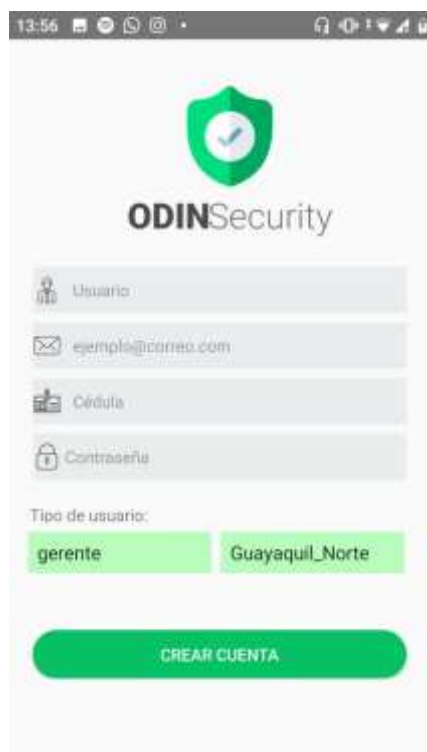 13:56
ODINSecurity
Usuario
ejemplo@correo.com
Cédula
Contraseña
Tipo de usuario:
gerente Guayaquil_Norte
CREAR CUENTA